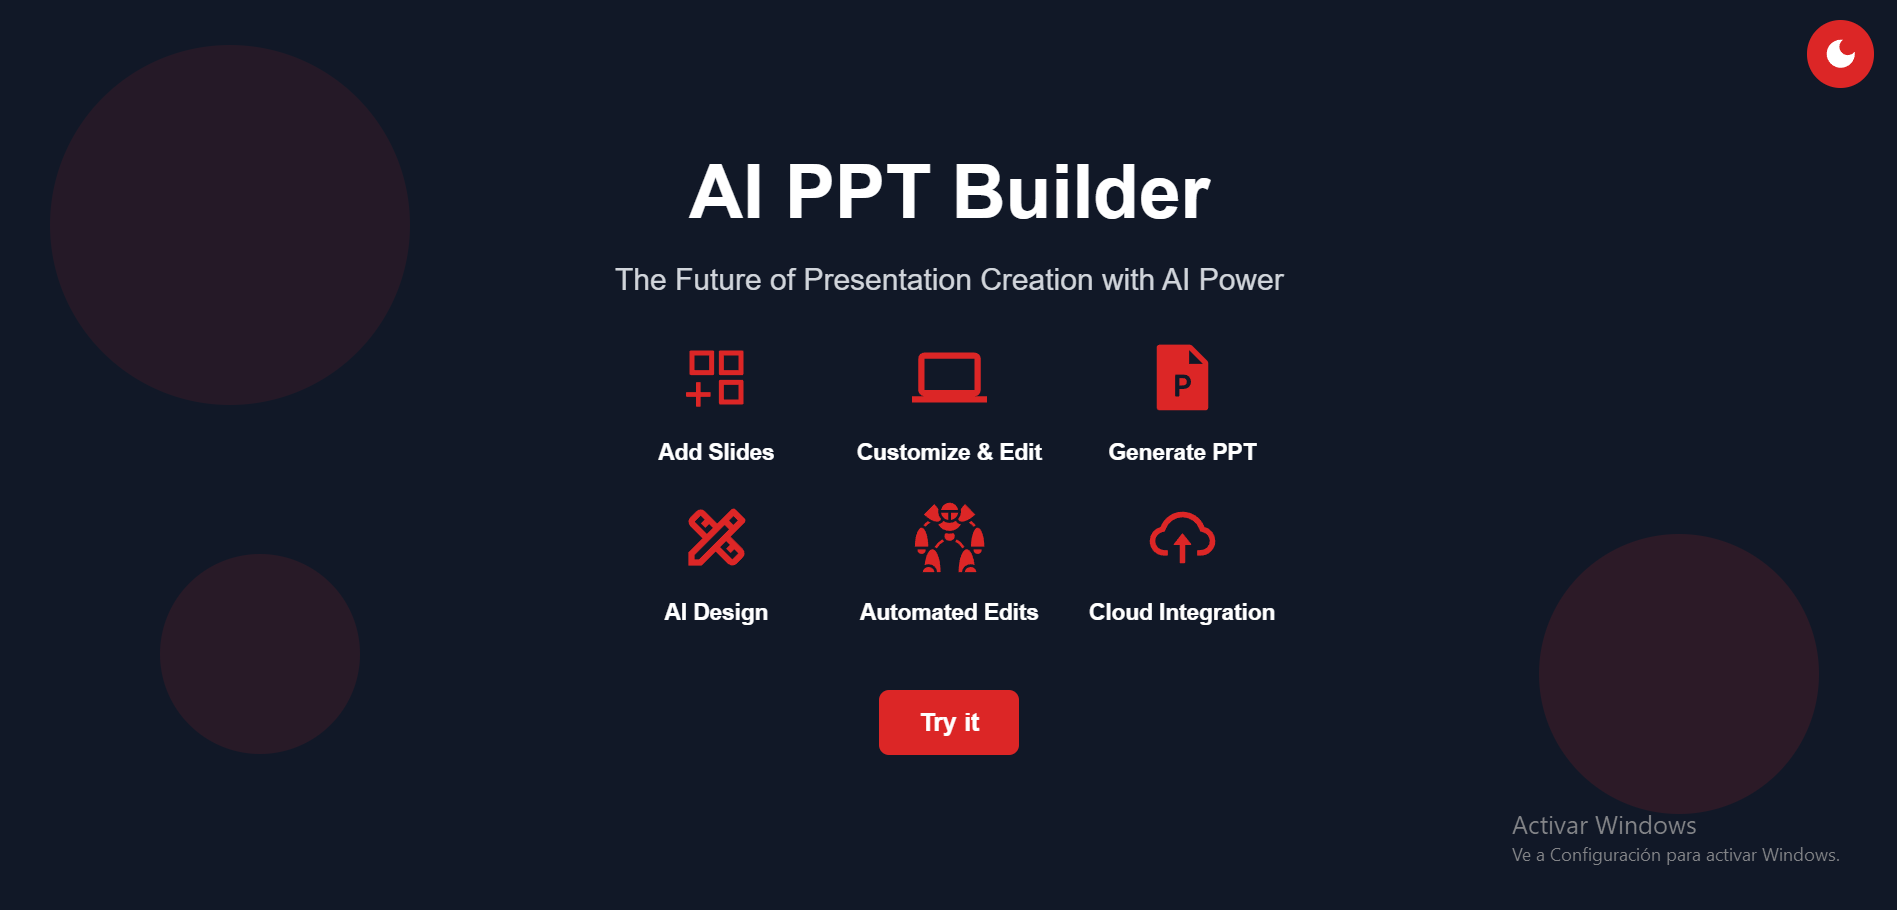 AI PPT Builder
The Future of Presentation Creation with AI Power
P
Add Slides
Customize & Edit
Generate PPT
AI Design
Automated Edits
Cloud Integration
Try it
Activar Windows
Ve a Configuración para activar Windows.